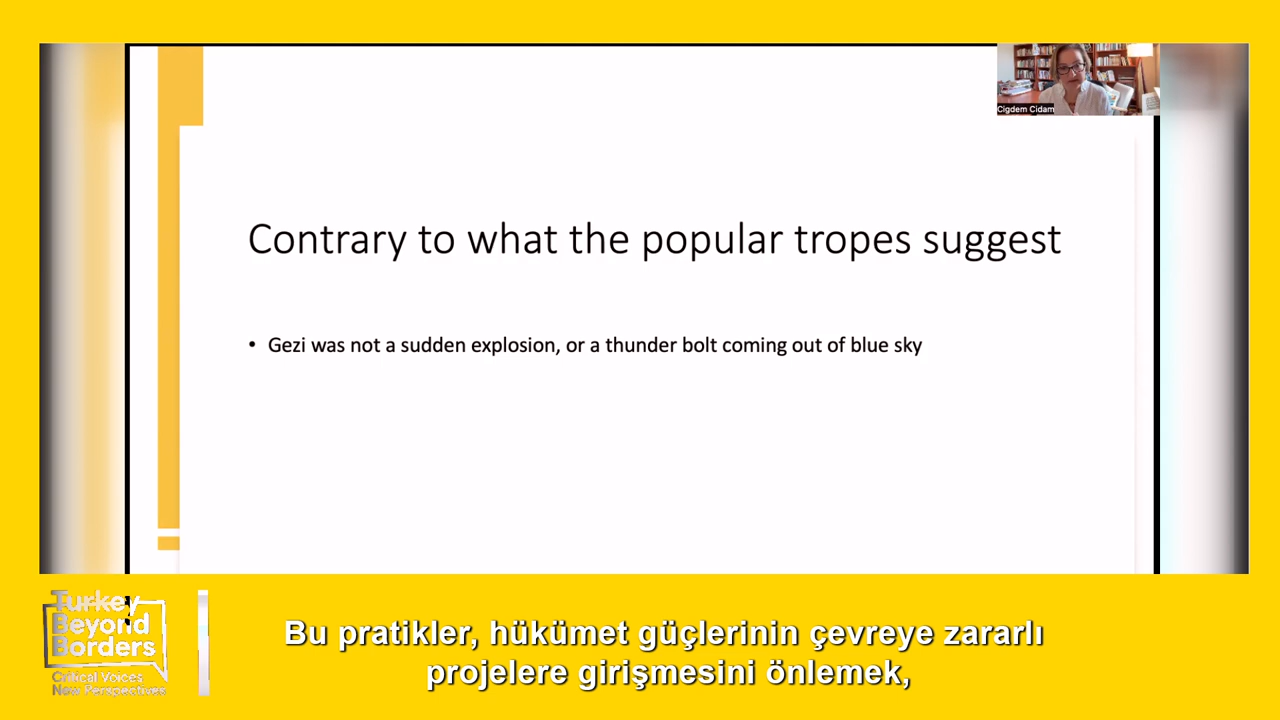 Cigdem Cidam
Contrary to what the popular tropes suggest
• Gezi was not a sudden explosion, or a thunder bolt coming out of blue sky
Turkey
Beyond
Borders
Critical Voices
New Perspectives
Bu pratikler, hükümet güçlerinin çevreye zararlı
projelere girişmesini önlemek,